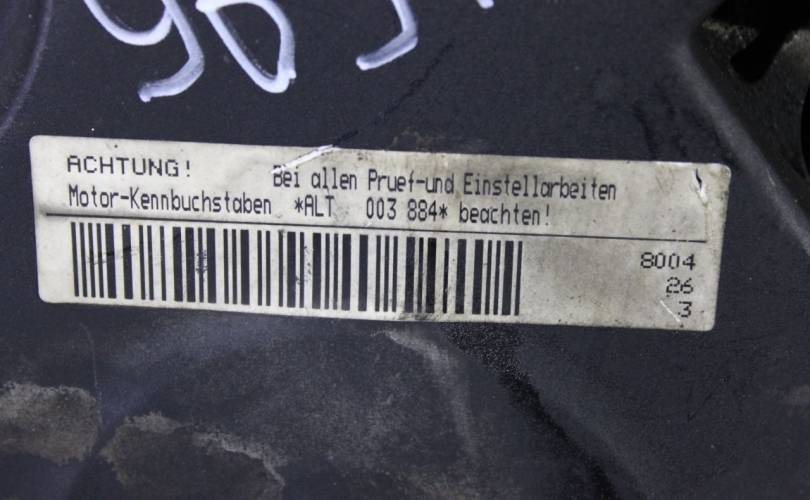 ACHTUNG! Bei allen Pruef-und Einstellarbeiten
Motor-Kennbuchstaben *ALT 003 884* beachten!
8004
26
3